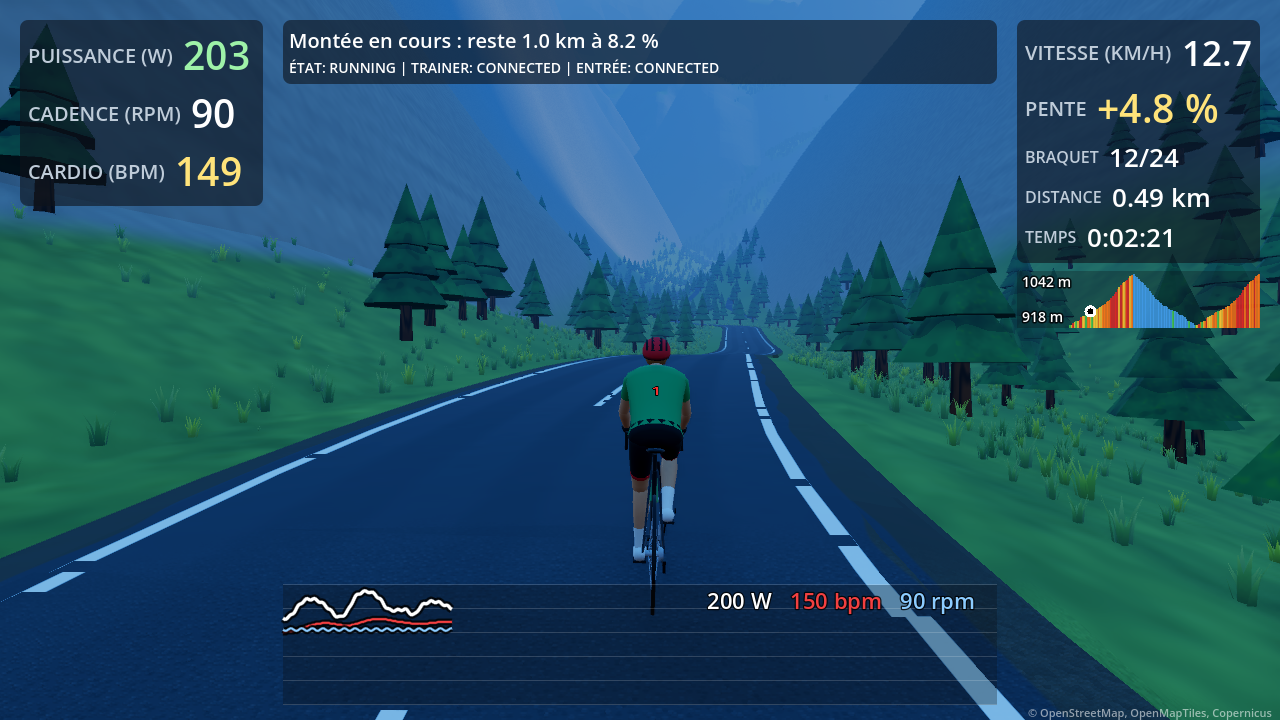 PUISSANCE (W) 203
CADENCE (RPM) 90
CARDIO (BPM) 149
Montée en cours : reste 1.0 km à 8.2 %
ÉTAT: RUNNING | TRAINER: CONNECTED | ENTRÉE: CONNECTED
VITESSE (KM/H) 12.7
PENTE +4.8 %
BRAQUET 12/24
DISTANCE 0.49 km
TEMPS 0:02:21
1042 m
918 m
1
200 W 150 bpm 90 rpm
© OpenStreetMap, OpenMapTiles, Copernicus